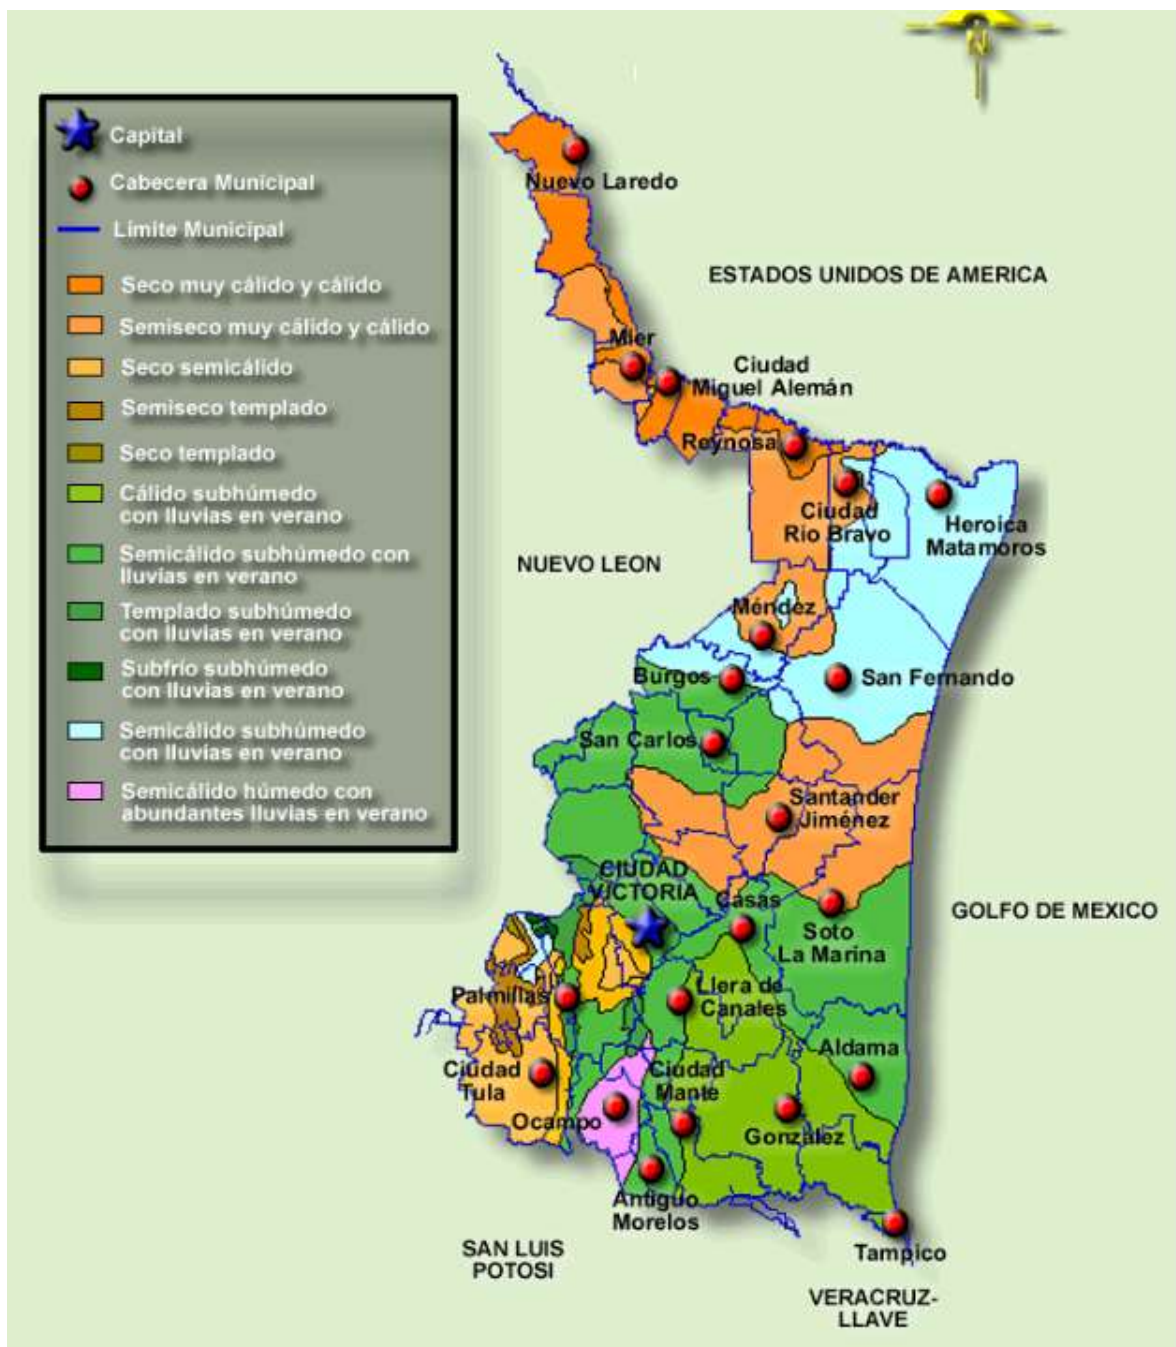 N
Capital
Cabecera Municipal
Límite Municipal
Seco muy cálido y cálido
Semiseco muy cálido y cálido
Seco semicálido
Semiseco templado
Seco templado
Cálido subhúmedo
con lluvias en verano
Semicálido subhúmedo con
lluvias en verano
Templado subhúmedo
con lluvias en verano
Subfrío subhúmedo
con lluvias en verano
Semicálido subhúmedo
con lluvias en verano
Semicálido húmedo con
abundantes lluvias en verano
Nuevo Laredo
ESTADOS UNIDOS DE AMERICA
Mier
Ciudad
Miguel Alemán
Reynosa
Ciudad
Río Bravo
Heroica
Matamoros
NUEVO LEON
Méndez
Burgos
San Fernando
San Carlos
Santander
Jiménez
CIUDAD
VICTORIA
Casas
Soto
La Marina
GOLFO DE MEXICO
Palmillas
Llera de
Canales
Ciudad
Tula
Ciudad
Mante
Aldama
Ocampo
González
Antiguo
Morelos
Tampico
SAN LUIS
POTOSI
VERACRUZ-
LLAVE